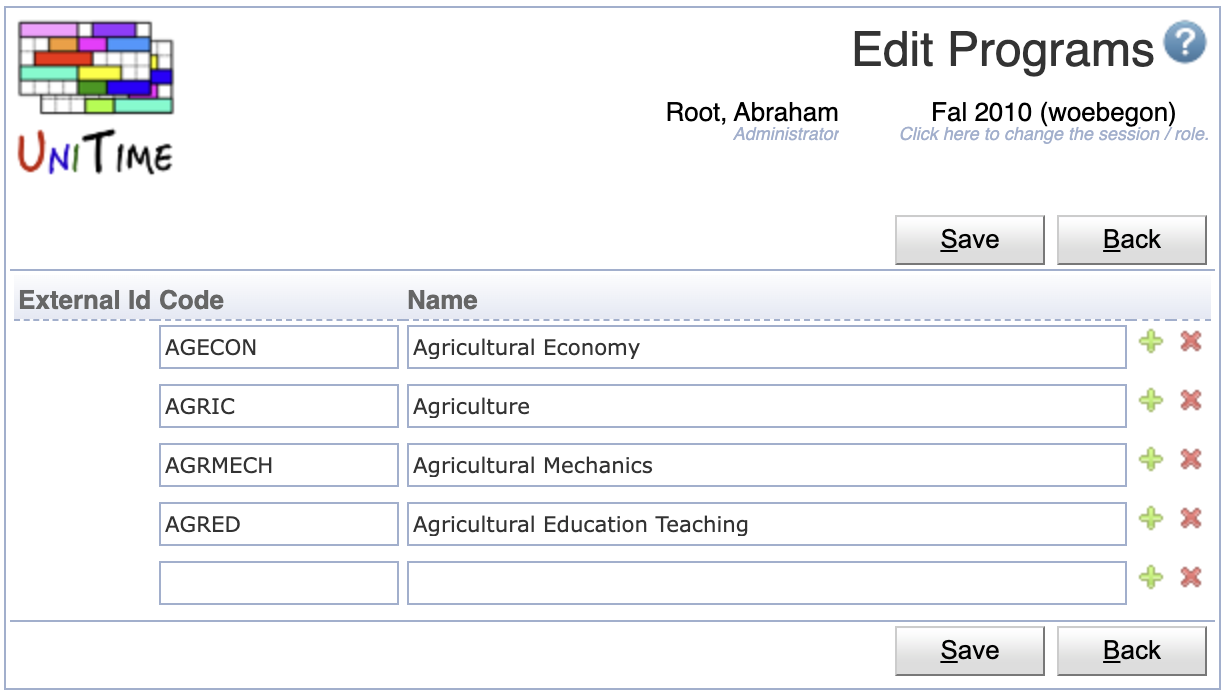 Edit Programs ?
Root, Abraham Fal 2010 (woebegon)
Administrator Click here to change the session / role.
UNITIME
Save Back
External Id Code Name
AGECON Agricultural Economy
AGRIC Agriculture
AGRMECH Agricultural Mechanics
AGRED Agricultural Education Teaching
Save Back